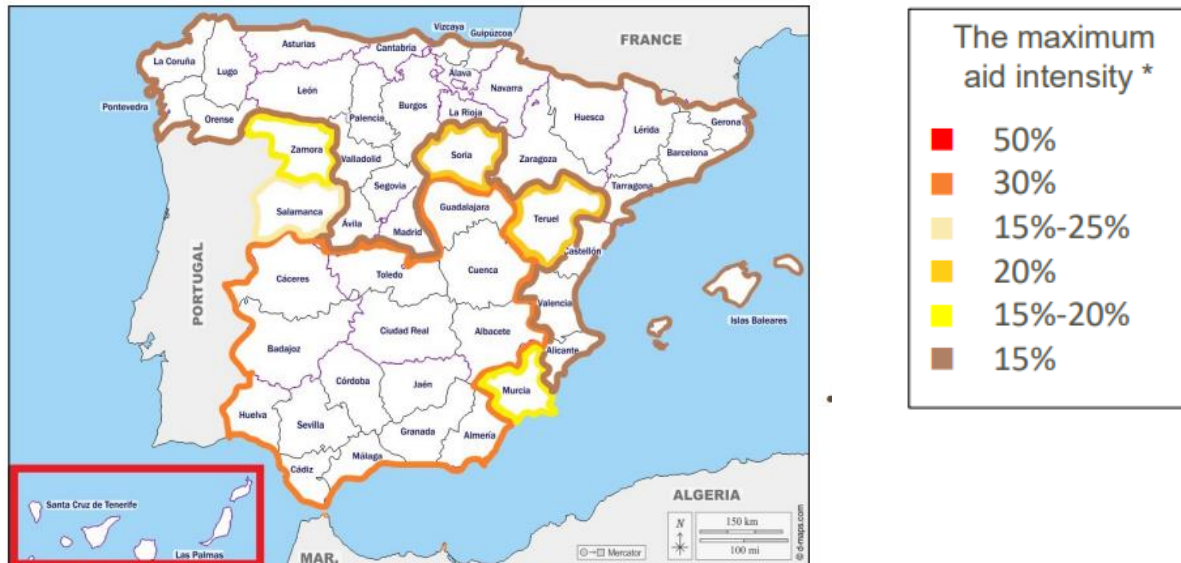 Vizcaya
Guipúzcoa
FRANCE
Asturias
Cantabria
La Coruña
Lugo
Álava
Navarra
León
Pontevedra
Burgos
La Rioja
Huesca
Gerona
Orense
Palencia
Lérida
Barcelona
Zamora
Valladolid
Soria
Zaragoza
Tarragona
Segovia
Salamanca
Guadalajara
Teruel
Ávila
Madrid
Castellón
PORTUGAL
Cáceres
Toledo
Cuenca
Valencia
Islas Baleares
Ciudad Real
Albacete
Badajoz
Alicante
Córdoba
Jaén
Murcia
Huelva
Sevilla
Granada
Almería
Málaga
Cádiz
Santa Cruz de Tenerife
Las Palmas
MAR.
ALGERIA
N
150 km
100 mi
Mercator
© d-maps.com
The maximum
aid intensity *
50%
30%
15%-25%
20%
15%-20%
15%